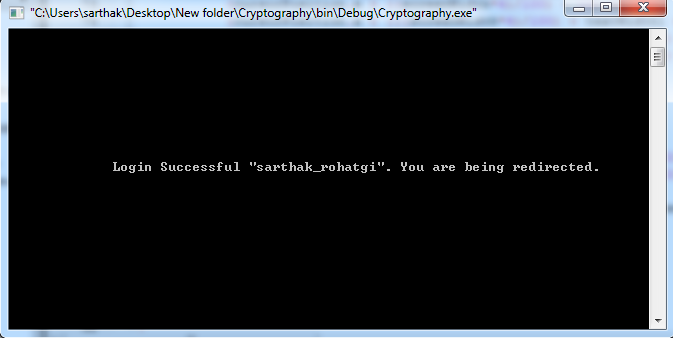 "C:\Users\sarthak\Desktop\New folder\Cryptography\bin\Debug\Cryptography.exe"
Login Successful "sarthak_rohatgi". You are being redirected.